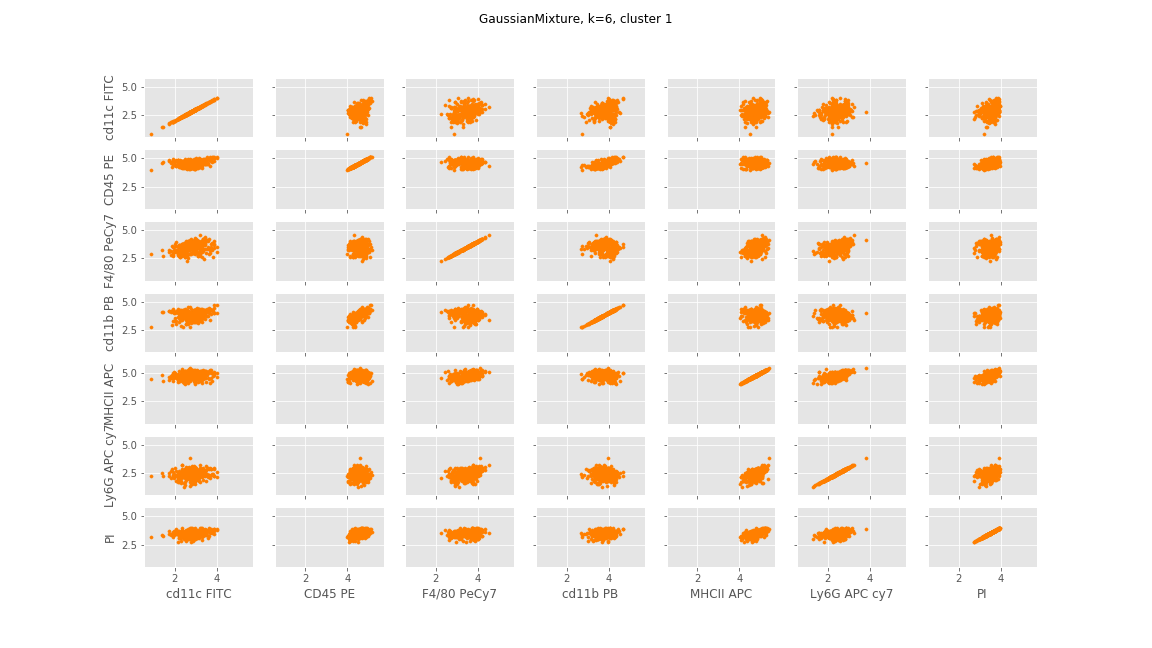 GaussianMixture, k=6, cluster 1
cd11c FITC
5.0
2.5
CD45 PE
5.0
2.5
F4/80 PeCy7
5.0
2.5
cd11b PB
5.0
2.5
MHCII APC
5.0
2.5
Ly6G APC cy7
5.0
2.5
PI
5.0
2.5
2 4 2 4 2 4 2 4 2 4 2 4 2 4
cd11c FITC CD45 PE F4/80 PeCy7 cd11b PB MHCII APC Ly6G APC cy7 PI